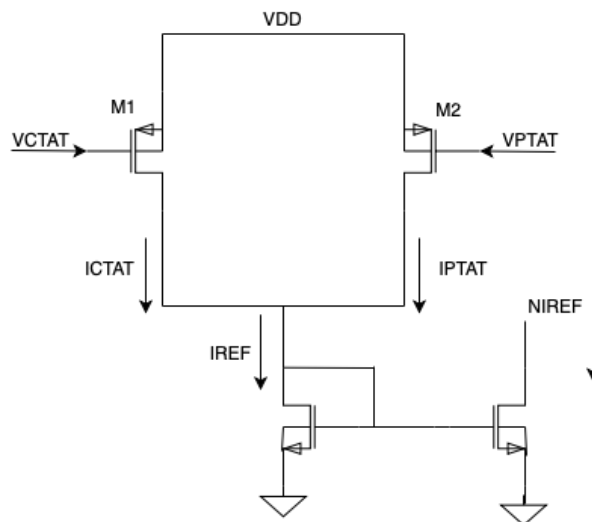 VDD
M1
M2
VCTAT
VPTAT
ICTAT
IPTAT
NIREF
IREF